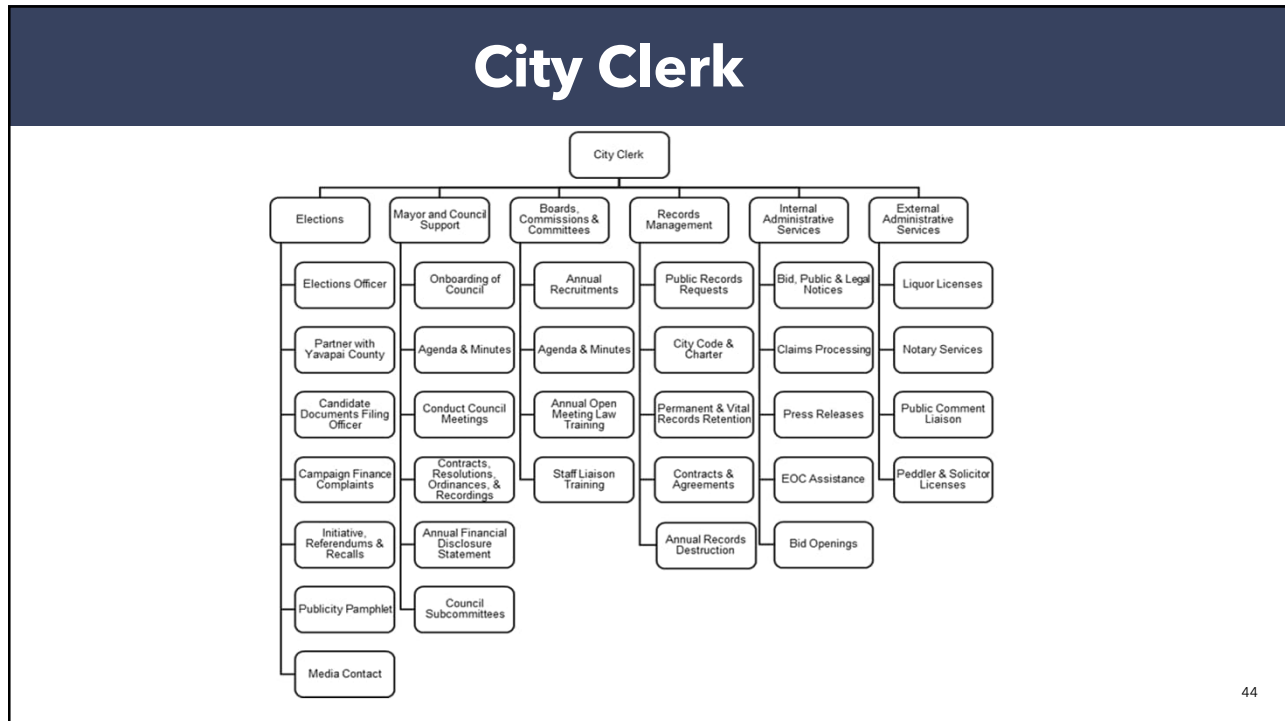 City Clerk
City Clerk
Elections
Mayor and Council
Support
Boards,
Commissions &
Committees
Records
Management
Internal
Administrative
Services
External
Administrative
Services
Elections Officer
Onboarding of
Council
Annual
Recruitments
Public Records
Requests
Bid, Public & Legal
Notices
Liquor Licenses
Partner with
Yavapai County
Agenda & Minutes
Agenda & Minutes
City Code &
Charter
Claims Processing
Notary Services
Candidate
Documents Filing
Officer
Conduct Council
Meetings
Annual Open
Meeting Law
Training
Permanent & Vital
Records Retention
Press Releases
Public Comment
Liaison
Campaign Finance
Complaints
Contracts,
Resolutions,
Ordinances, &
Recordings
Staff Liaison
Training
Contracts &
Agreements
EOC Assistance
Peddler & Solicitor
Licenses
Initiative,
Referendums &
Recalls
Annual Financial
Disclosure
Statement
Annual Records
Destruction
Bid Openings
Publicity Pamphlet
Council
Subcommittees
Media Contact
44